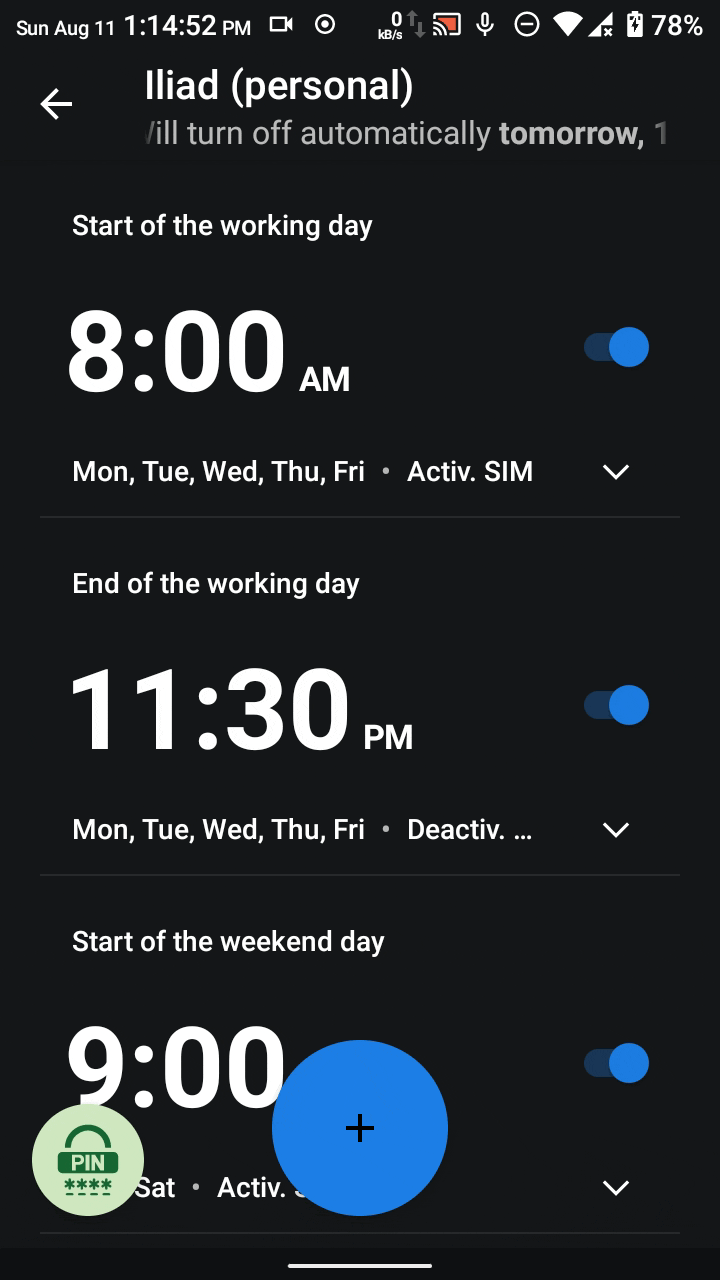 Sun Aug 11 1:14:52 PM 0 kB/s 78%
Iliad (personal)
ill turn off automatically tomorrow, 1
Start of the working day
8:00 AM
Mon, Tue, Wed, Thu, Fri • Activ. SIM
End of the working day
11:30 PM
Mon, Tue, Wed, Thu, Fri • Deactiv. ...
Start of the weekend day
9:00
+
PIN
****
Sat • Activ.